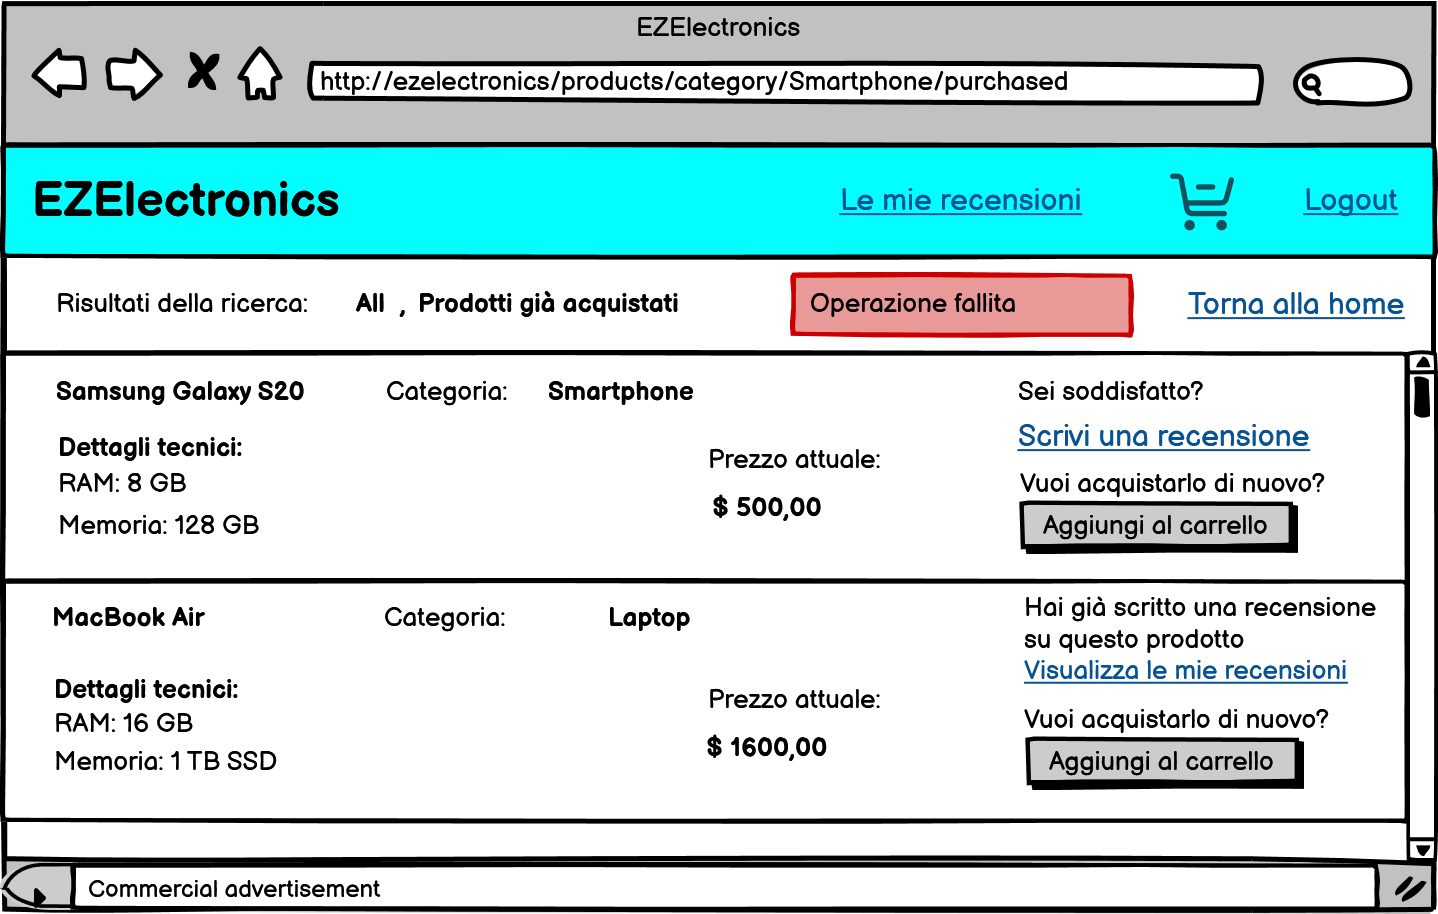 EZElectronics
http://ezelectronics/products/category/Smartphone/purchased
EZElectronics
Le mie recensioni
Logout
Risultati della ricerca: All , Prodotti già acquistati
Operazione fallita
Torna alla home
Samsung Galaxy S20
Categoria: Smartphone
Dettagli tecnici:
RAM: 8 GB
Memoria: 128 GB
Prezzo attuale:
$ 500,00
Sei soddisfatto?
Scrivi una recensione
Vuoi acquistarlo di nuovo?
Aggiungi al carrello
MacBook Air
Categoria: Laptop
Dettagli tecnici:
RAM: 16 GB
Memoria: 1 TB SSD
Prezzo attuale:
$ 1600,00
Hai già scritto una recensione
su questo prodotto
Visualizza le mie recensioni
Vuoi acquistarlo di nuovo?
Aggiungi al carrello
Commercial advertisement